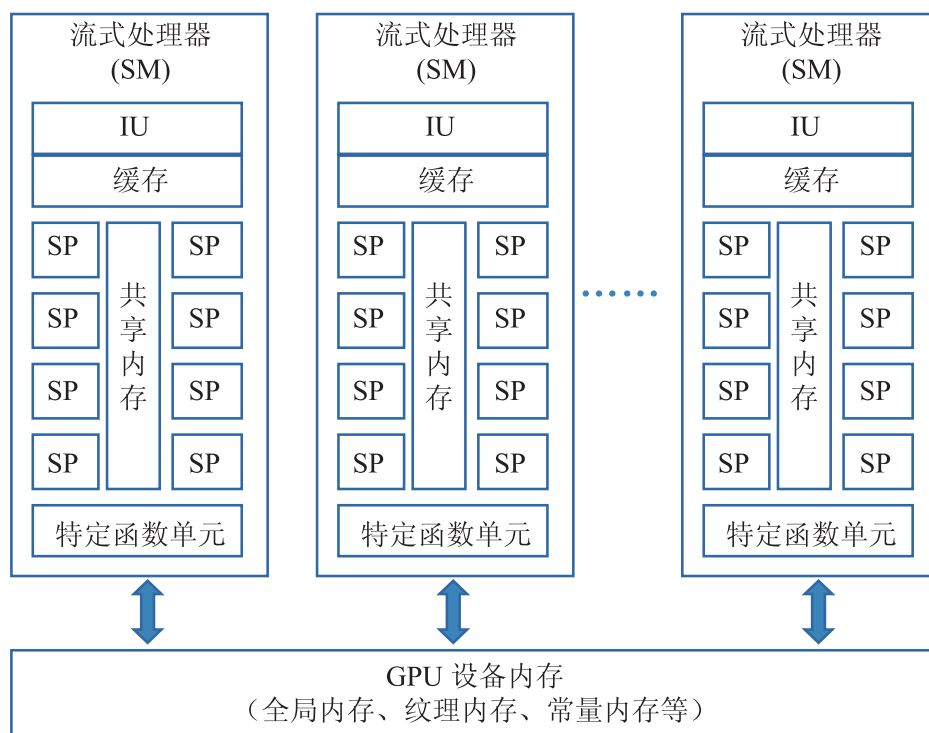 流式处理器
(SM)
IU
缓存
SP
SP
SP
SP
共享内存
SP
SP
SP
SP
特定函数单元
流式处理器
(SM)
IU
缓存
SP
SP
SP
SP
共享内存
SP
SP
SP
SP
特定函数单元
......
流式处理器
(SM)
IU
缓存
SP
SP
SP
SP
共享内存
SP
SP
SP
SP
特定函数单元
GPU 设备内存
（全局内存、纹理内存、常量内存等）